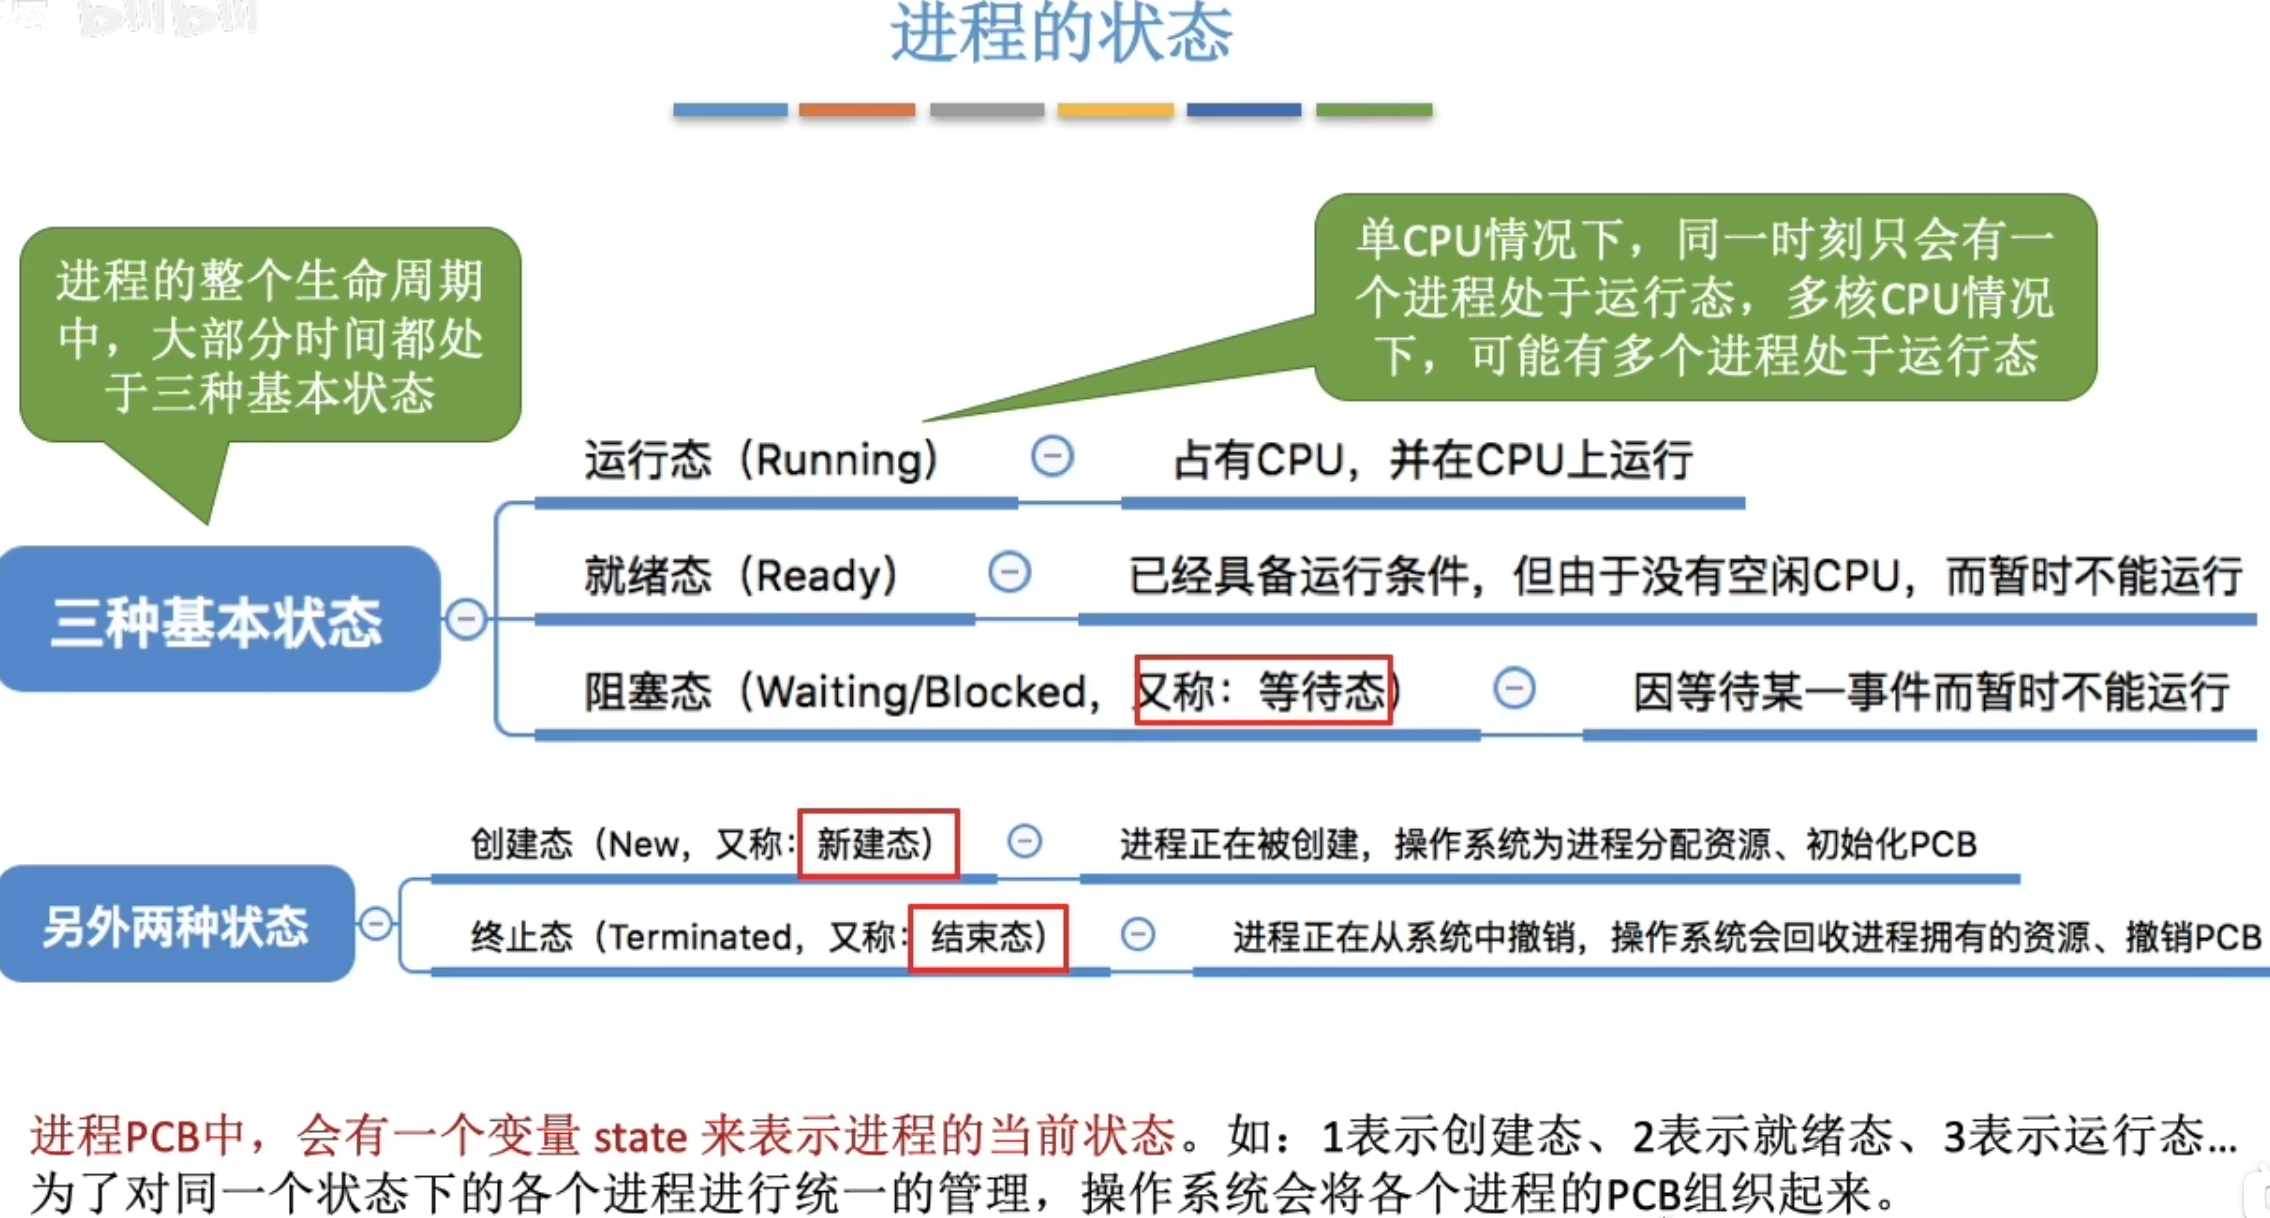 进程的状态
进程的整个生命周期
中，大部分时间都处
于三种基本状态
单CPU情况下，同一时刻只会有一
个进程处于运行态，多核CPU情况
下，可能有多个进程处于运行态
三种基本状态
运行态（Running） 占有CPU，并在CPU上运行
就绪态（Ready） 已经具备运行条件，但由于没有空闲CPU，而暂时不能运行
阻塞态（Waiting/Blocked，又称：等待态） 因等待某一事件而暂时不能运行
另外两种状态
创建态（New，又称：新建态） 进程正在被创建，操作系统为进程分配资源、初始化PCB
终止态（Terminated，又称：结束态） 进程正在从系统中撤销，操作系统会回收进程拥有的资源、撤销PCB
进程PCB中，会有一个变量 state 来表示进程的当前状态。如：1表示创建态、2表示就绪态、3表示运行态...
为了对同一个状态下的各个进程进行统一的管理，操作系统会将各个进程的PCB组织起来。